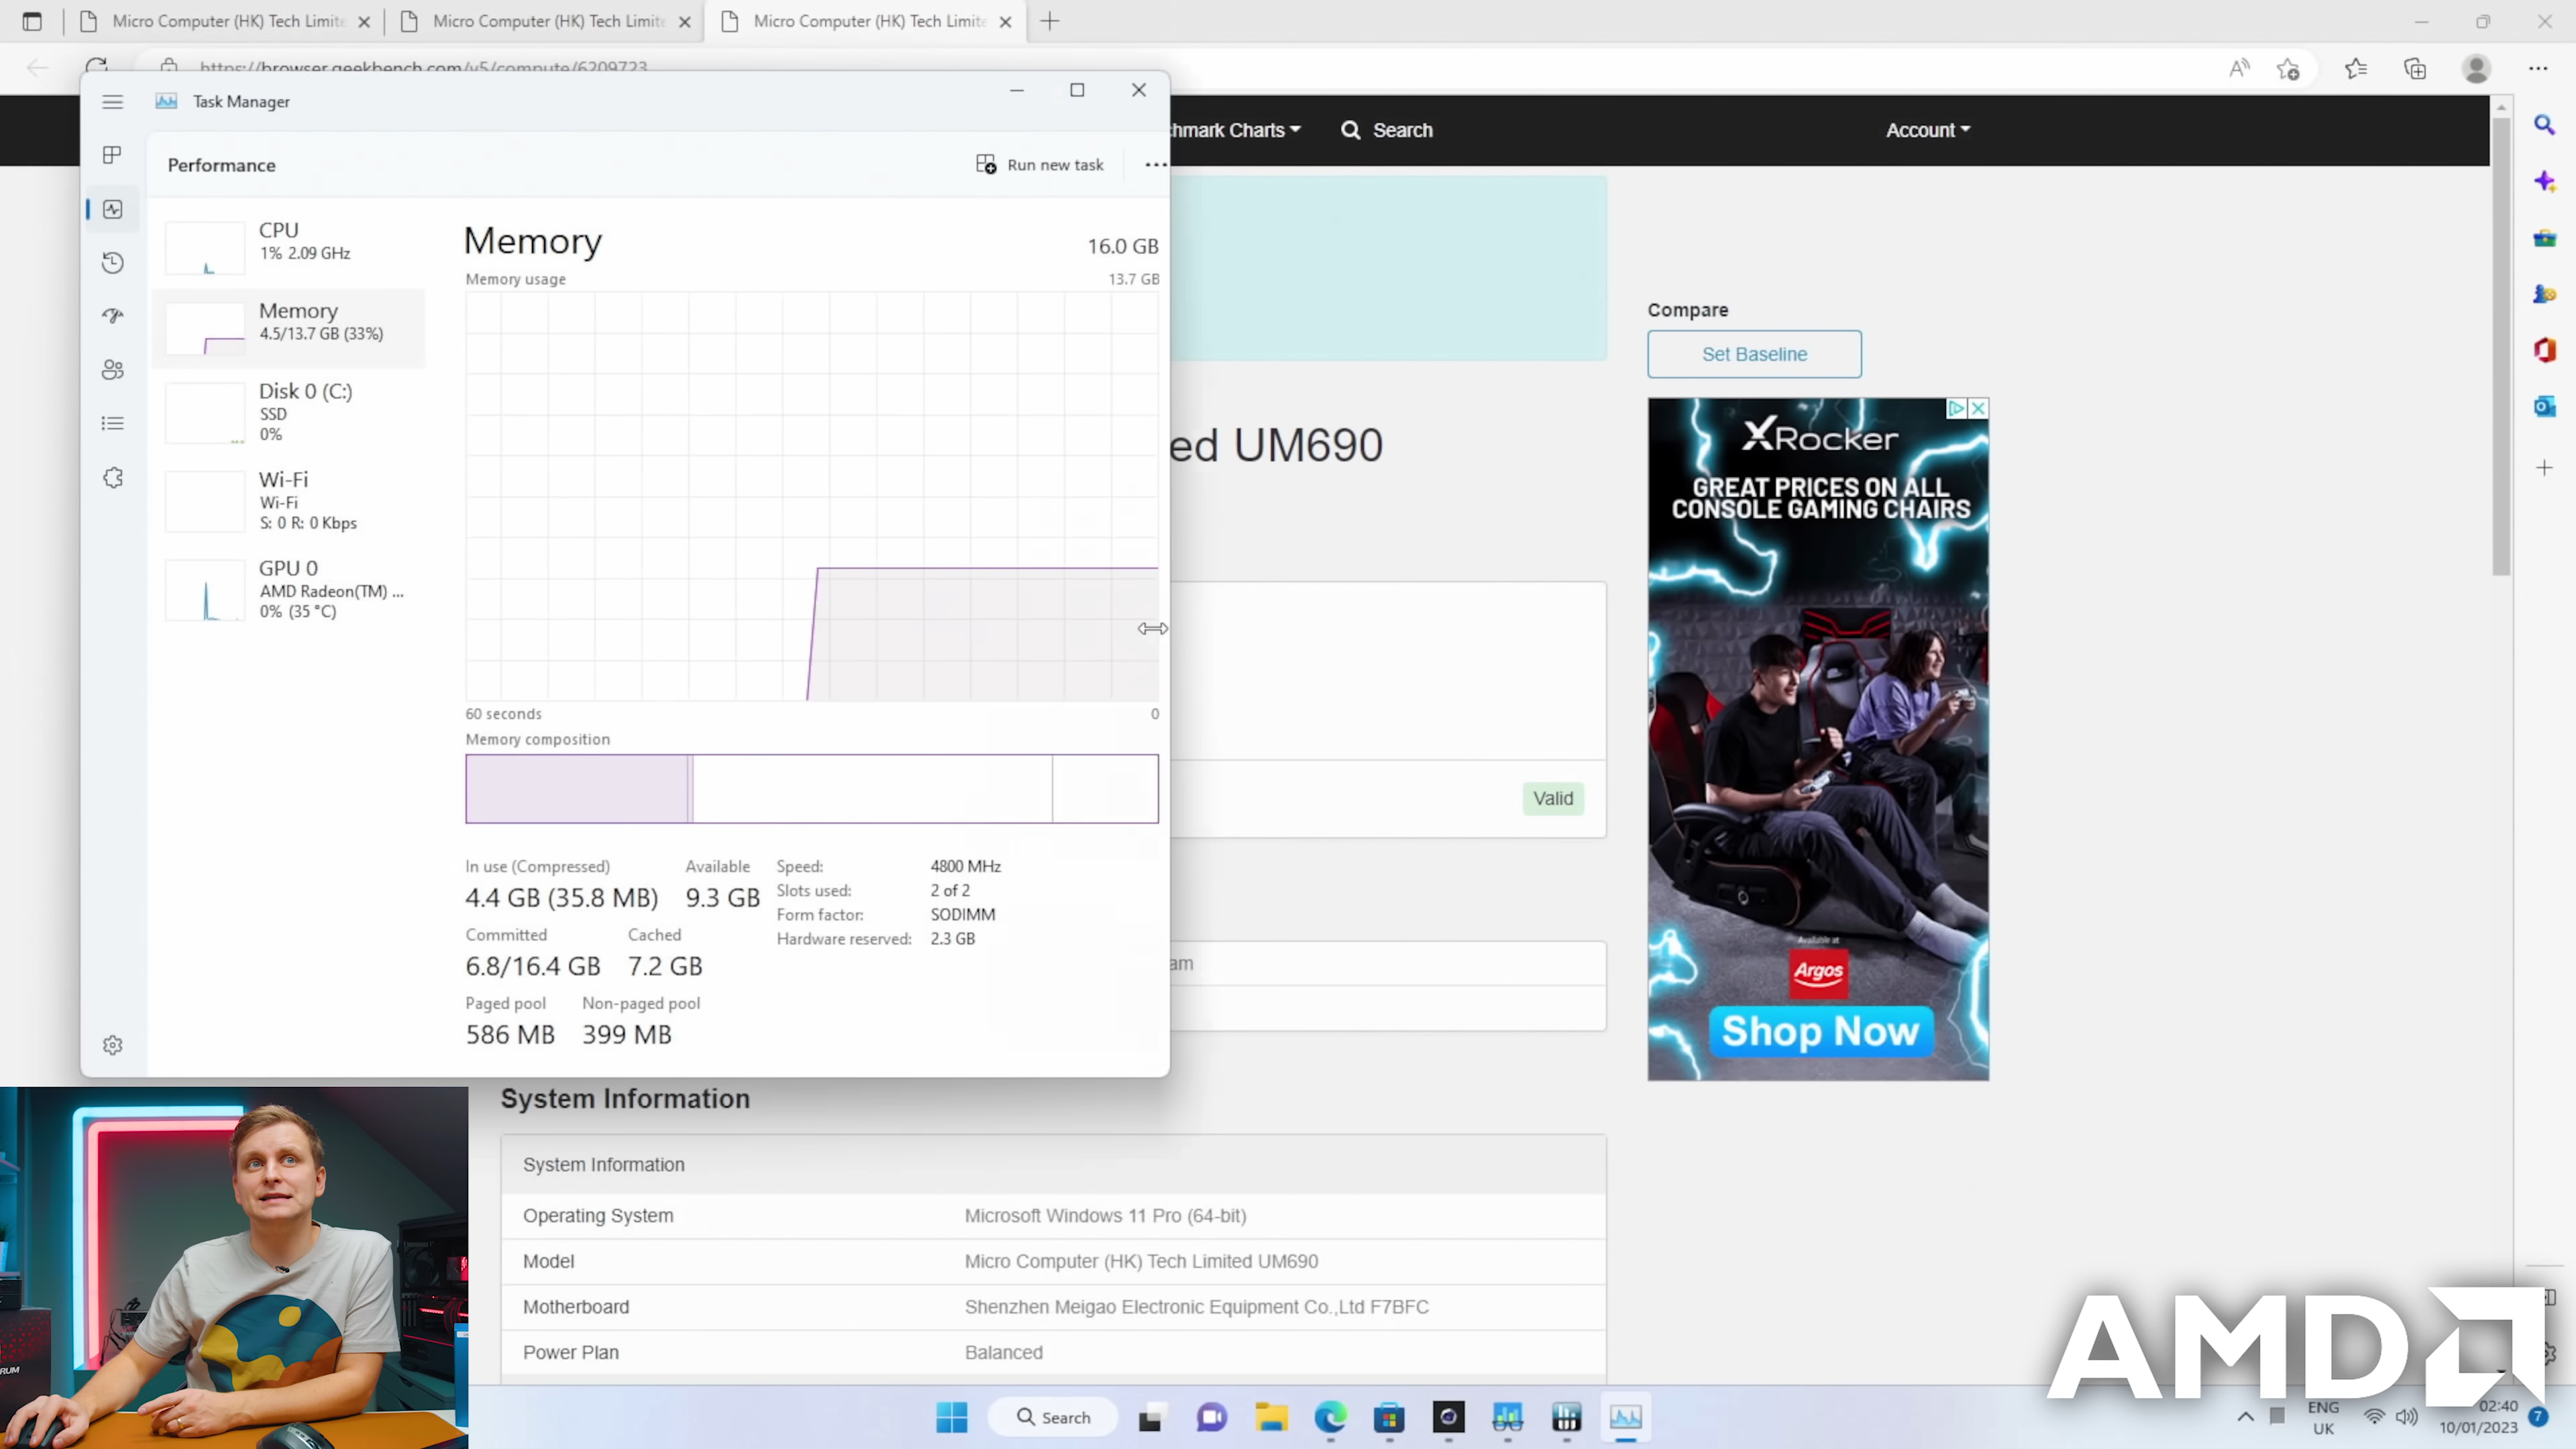 Micro Computer (HK) Tech Limite
Micro Computer (HK) Tech Limite
Micro Computer (HK) Tech Limite
https://browser.geekbench.com/v5/compute/6209723
Task Manager
Performance
Run new task
CPU
1% 2.09 GHz
Memory
4.5/13.7 GB (33%)
Disk 0 (C:)
SSD
0%
Wi-Fi
Wi-Fi
S: 0 R: 0 Kbps
GPU 0
AMD Radeon(TM) ...
0% (35 °C)
Memory
16.0 GB
Memory usage
13.7 GB
60 seconds
0
Memory composition
In use (Compressed)
4.4 GB (35.8 MB)
Available
9.3 GB
Committed
6.8/16.4 GB
Cached
7.2 GB
Paged pool
586 MB
Non-paged pool
399 MB
Speed: 4800 MHz
Slots used: 2 of 2
Form factor: SODIMM
Hardware reserved: 2.3 GB
hmark Charts
Search
Account
ed UM690
Valid
am
Compare
Set Baseline
XRocker
GREAT PRICES ON ALL
CONSOLE GAMING CHAIRS
Available at
Argos
Shop Now
System Information
System Information
Operating System Microsoft Windows 11 Pro (64-bit)
Model Micro Computer (HK) Tech Limited UM690
Motherboard Shenzhen Meigao Electronic Equipment Co.,Ltd F7BFC
Power Plan Balanced
RUM
AMD
Search
ENG
UK
02:40
10/01/2023
7